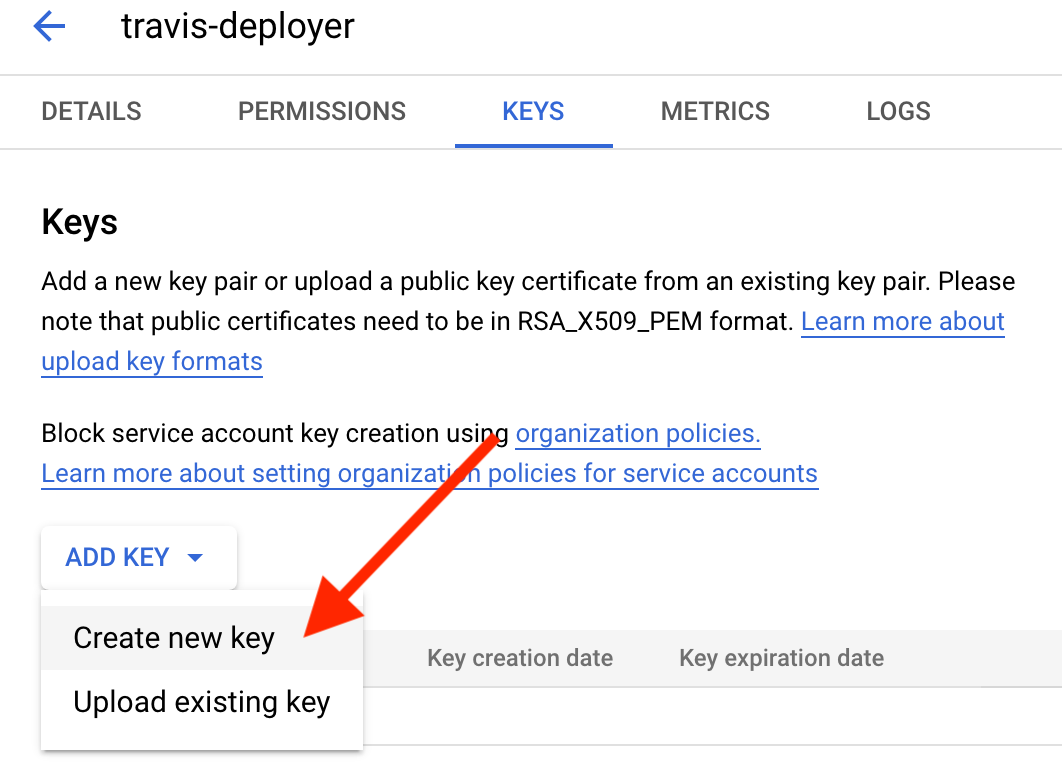 travis-deployer
DETAILS PERMISSIONS KEYS METRICS LOGS
Keys
Add a new key pair or upload a public key certificate from an existing key pair. Please
note that public certificates need to be in RSA_X509_PEM format. Learn more about
upload key formats
Block service account key creation using organization policies.
Learn more about setting organization policies for service accounts
ADD KEY
Create new key
Key creation date Key expiration date
Upload existing key